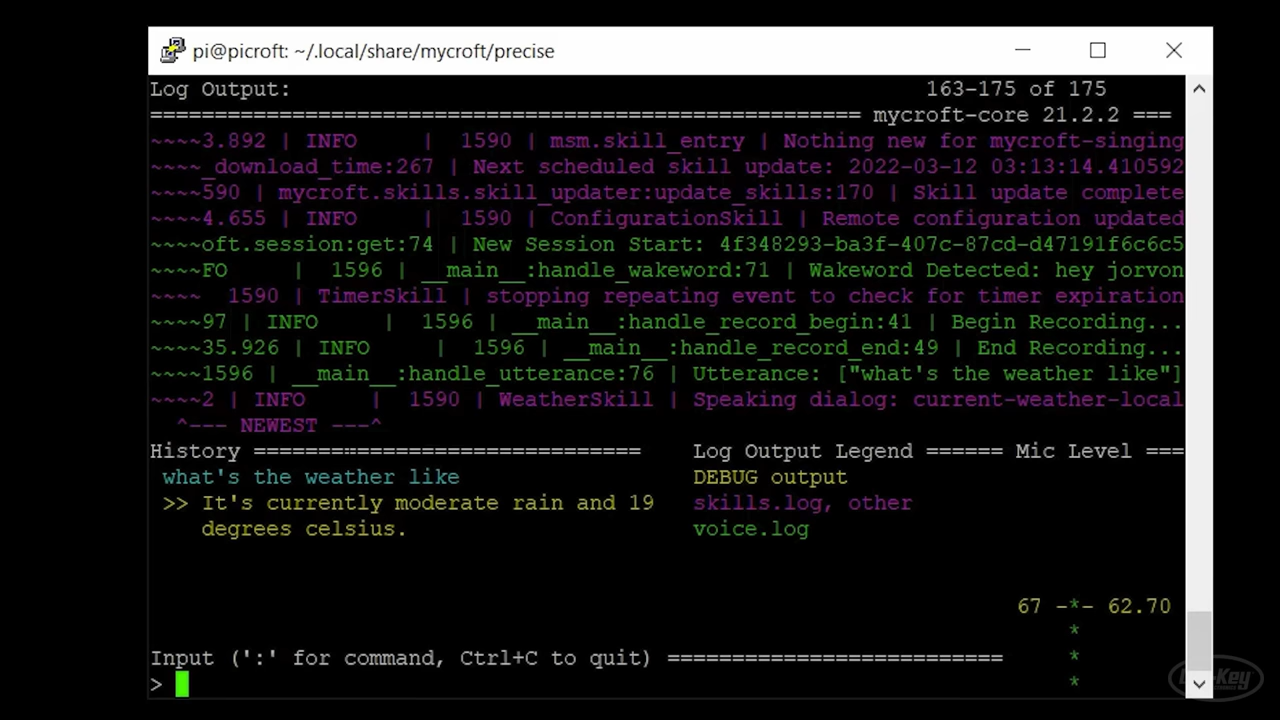 pi@picroft: ~/.local/share/mycroft/precise
Log Output: 163-175 of 175
======================================================= mycroft-core 21.2.2 ===
~~~~3.892 | INFO     |  1590 | msm.skill_entry | Nothing new for mycroft-singing
~~~~_download_time:267 | Next scheduled skill update: 2022-03-12 03:13:14.410592
~~~~590 | mycroft.skills.skill_updater:update_skills:170 | Skill update complete
~~~~4.655 | INFO     |  1590 | ConfigurationSkill | Remote configuration updated
~~~~oft.session:get:74 | New Session Start: 4f348293-ba3f-407c-87cd-d47191f6c6c5
~~~~FO     |  1596 | __main__:handle_wakeword:71 | Wakeword Detected: hey jorvon
~~~~  1590 | TimerSkill | stopping repeating event to check for timer expiration
~~~~97 | INFO     |  1596 | __main__:handle_record_begin:41 | Begin Recording...
~~~~35.926 | INFO     |  1596 | __main__:handle_record_end:49 | End Recording...
~~~~1596 | __main__:handle_utterance:76 | Utterance: ["what's the weather like"]
~~~~2 | INFO     |  1590 | WeatherSkill | Speaking dialog: current-weather-local
^--- NEWEST ---^
History ============================== Log Output Legend ====== Mic Level ===
what's the weather like DEBUG output
>> It's currently moderate rain and 19 skills.log, other
degrees celsius. voice.log
67 -*- 62.70
*
Input (':' for command, Ctrl+C to quit) ========================== *
> *